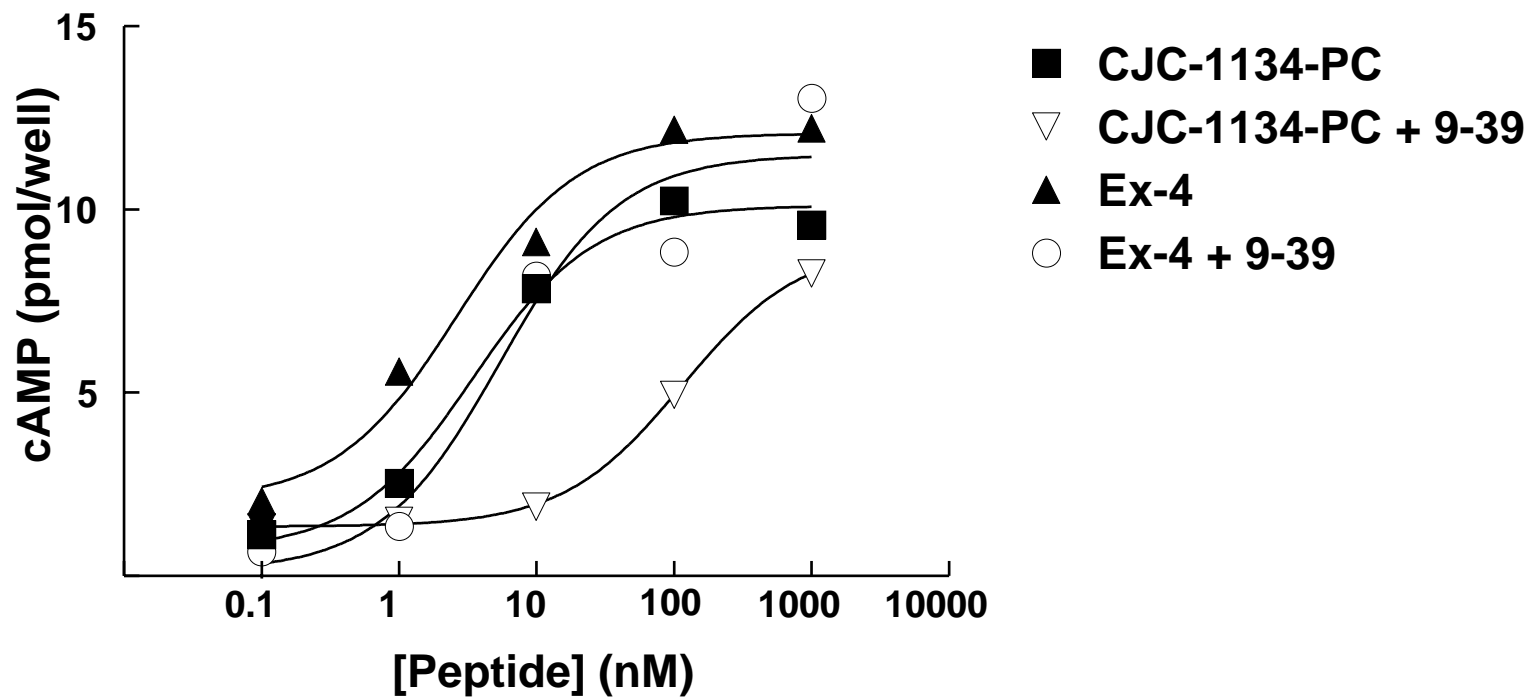 15
10
5
cAMP (pmol/well)
0.1 1 10 100 1000 10000
[Peptide] (nM)
CJC-1134-PC
CJC-1134-PC + 9-39
Ex-4
Ex-4 + 9-39